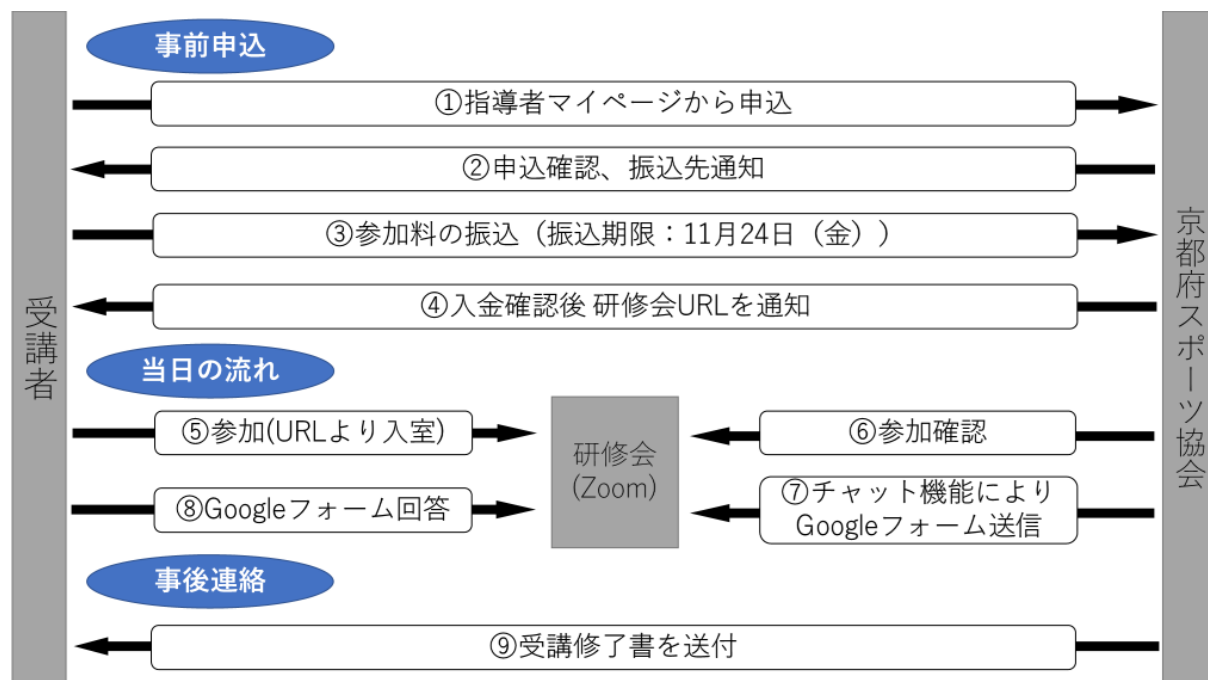 事前申込
①指導者マイページから申込
②申込確認、振込先通知
③参加料の振込（振込期限：11月24日（金））
④入金確認後 研修会URLを通知
受講者
京都府スポーツ協会
当日の流れ
⑤参加(URLより入室)
研修会
(Zoom)
⑥参加確認
⑧Googleフォーム回答
⑦チャット機能により
Googleフォーム送信
事後連絡
⑨受講修了書を送付